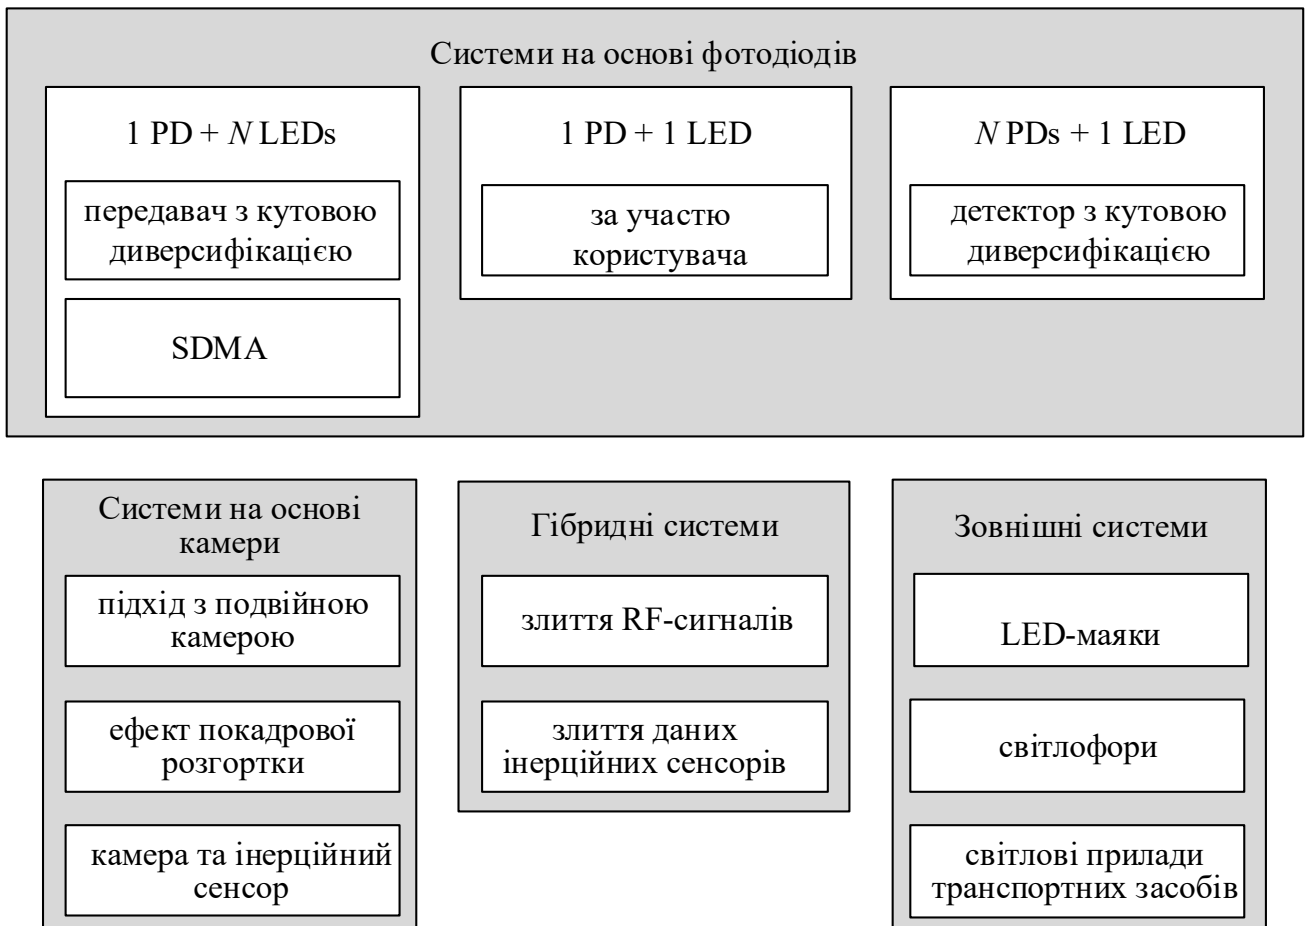 Системи на основі фотодіодів
1 PD + N LEDs
передавач з кутовою
диверсифікацією
SDMA
1 PD + 1 LED
за участю
користувача
N PDs + 1 LED
детектор з кутовою
диверсифікацією
Системи на основі
камери
підхід з подвійною
камерою
ефект покадрової
розгортки
камера та інерційний
сенсор
Гібридні системи
злиття RF-сигналів
злиття даних
інерційних сенсорів
Зовнішні системи
LED-маяки
світлофори
світлові прилади
транспортних засобів